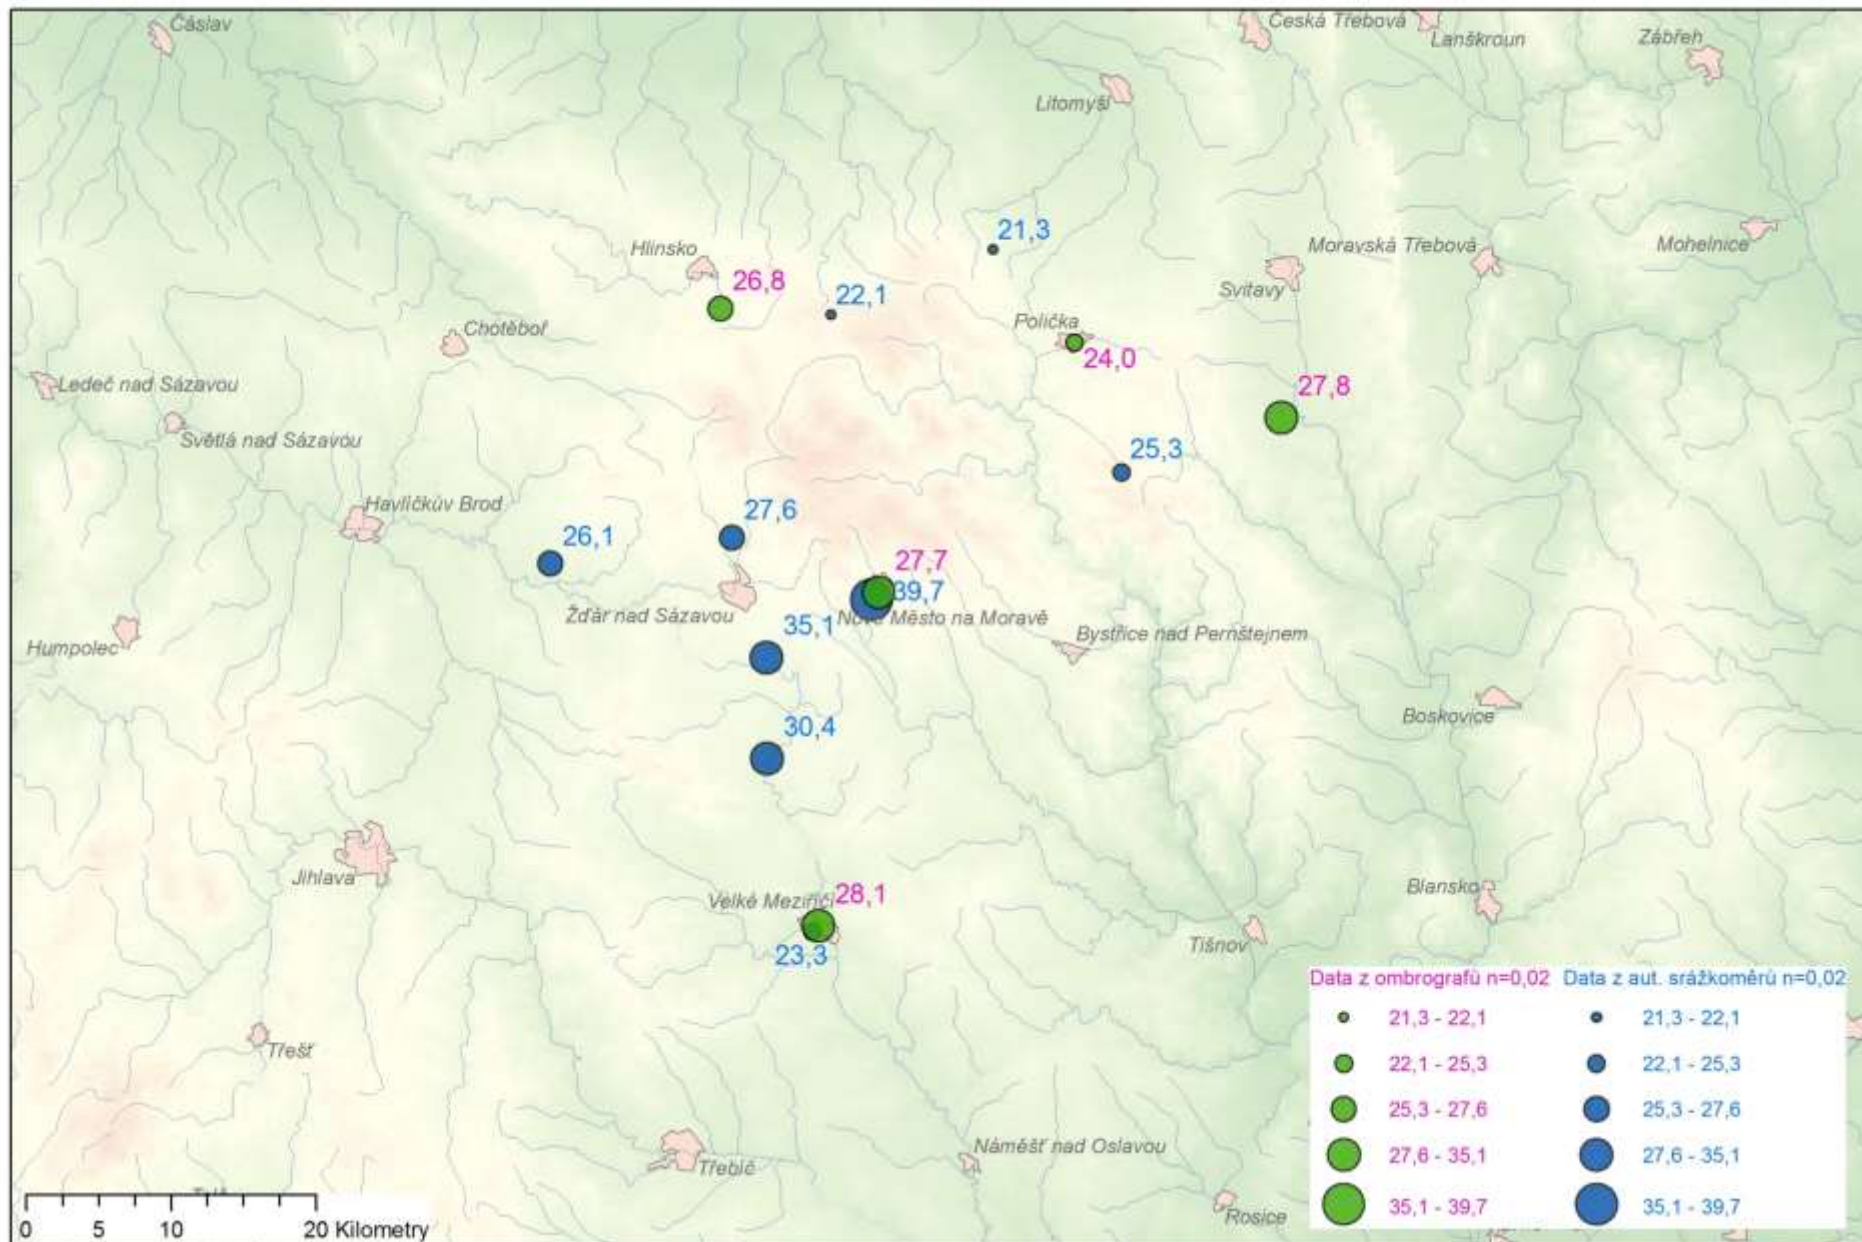 Čáslav
Česká Třebová
Lanškroun
Zábřeh
Litomyšl
21,3
Hlinsko
Moravská Třebová
Mohelnice
26,8
22,1
Svitavy
Polička
Chotěboř
24,0
Ledeč nad Sázavou
27,8
Světlá nad Sázavou
25,3
Havlíčkův Brod
27,6
26,1
27,7
39,7
Žďár nad Sázavou
Nové Město na Moravě
35,1
Bystřice nad Pernštejnem
Humpolec
Boskovice
30,4
Jihlava
Blansko
Velké Meziříčí
28,1
Tišnov
23,3
Data z ombrografů n=0,02 Data z aut. srážkoměrů n=0,02
21,3 - 22,1 21,3 - 22,1
22,1 - 25,3 22,1 - 25,3
25,3 - 27,6 25,3 - 27,6
27,6 - 35,1 27,6 - 35,1
35,1 - 39,7 35,1 - 39,7
Třešť
Náměšť nad Oslavou
Třebíč
Rosice
0 5 10 20 Kilometry